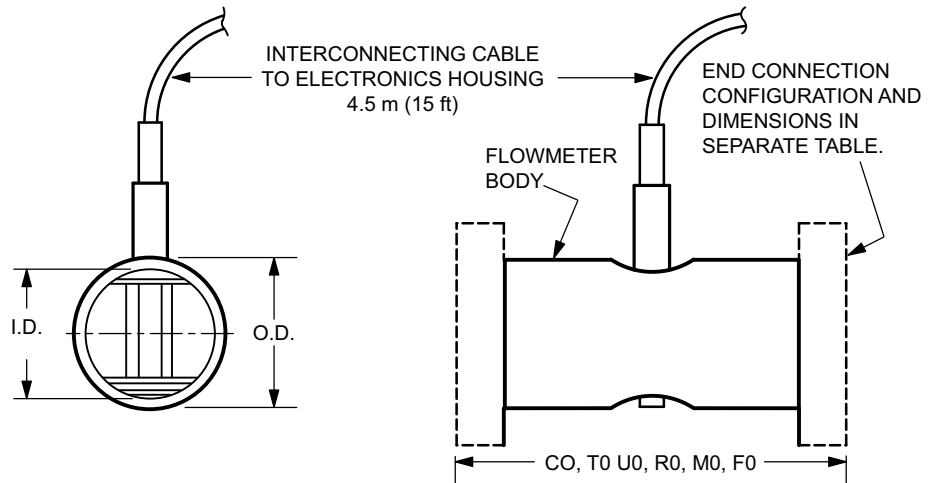 INTERCONNECTING CABLE
TO ELECTRONICS HOUSING
4.5 m (15 ft)
END CONNECTION
CONFIGURATION AND
DIMENSIONS IN
SEPARATE TABLE.
FLOWMETER
BODY
I.D.
O.D.
CO, T0 U0, R0, M0, F0